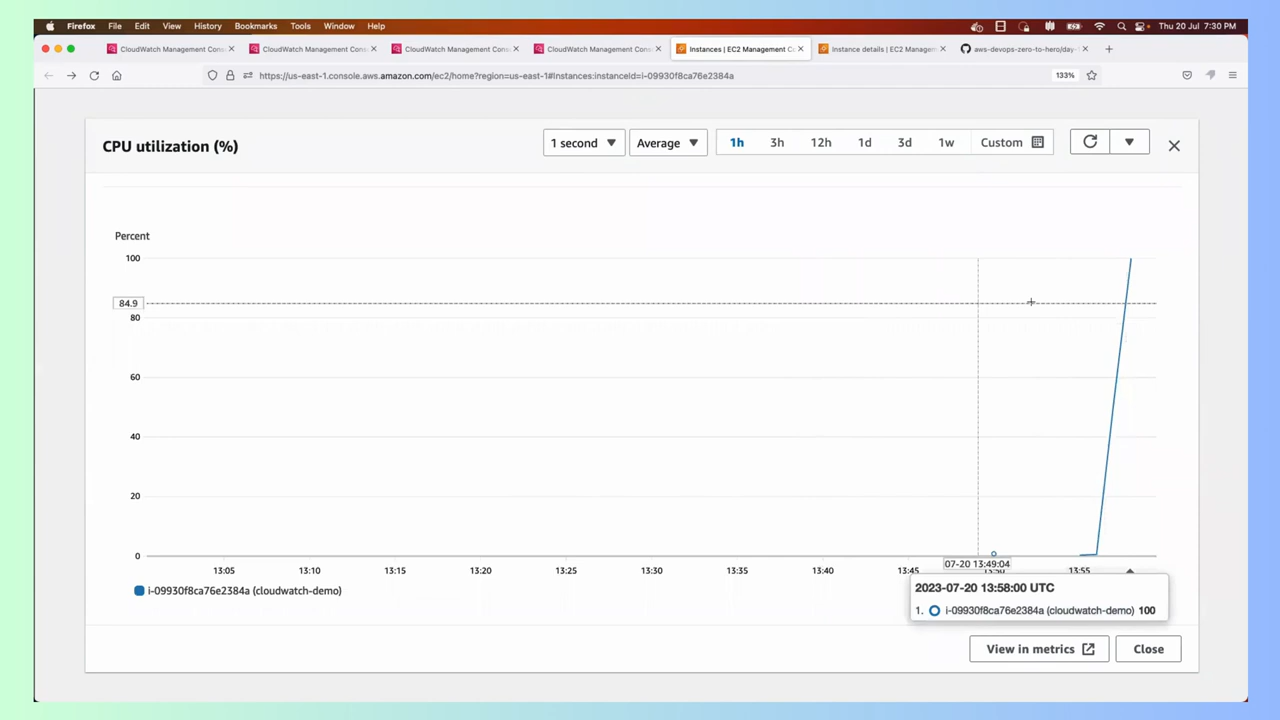 Firefox File Edit View History Bookmarks Tools Window Help Thu 20 Jul 7:30 PM
CloudWatch Management Cons CloudWatch Management Cons CloudWatch Management Cons CloudWatch Management Cons Instances | EC2 Management C Instance details | EC2 Manageme aws-devops-zero-to-hero/day-
https://us-east-1.console.aws.amazon.com/ec2/home?region=us-east-1#Instances:instanceId=i-09930f8ca76e2384a 133%
CPU utilization (%) 1 second Average 1h 3h 12h 1d 3d 1w Custom
Percent
100
84.9
80
60
40
20
0
13:05 13:10 13:15 13:20 13:25 13:30 13:35 13:40 13:45 13:50 13:55
07-20 13:49:04
i-09930f8ca76e2384a (cloudwatch-demo)
2023-07-20 13:58:00 UTC
1. i-09930f8ca76e2384a (cloudwatch-demo) 100
View in metrics Close